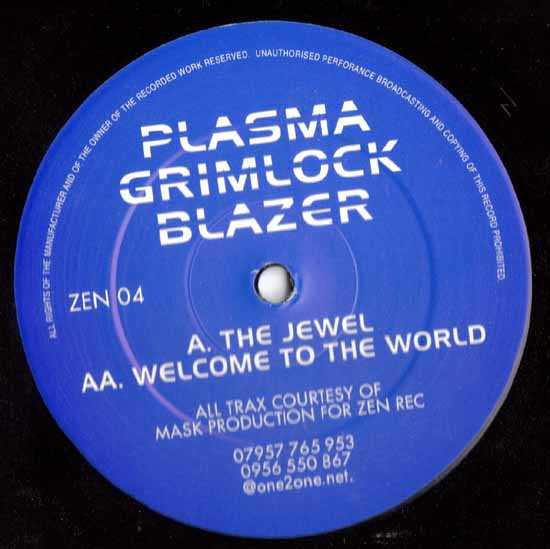 ALL RIGHTS OF THE MANUFACTURER AND OF THE OWNER OF THE RECORDED WORK RESERVED. UNAUTHORISED PERFORANCE BROADCASTING AND COPYING OF THIS RECORD PROHIBITED.
PLASMA
GRIMLOCK
BLAZER
ZEN 04
A. THE JEWEL
AA. WELCOME TO THE WORLD
ALL TRAX COURTESY OF
MASK PRODUCTION FOR ZEN REC
07957 765 953
0956 550 867
@one2one.net.